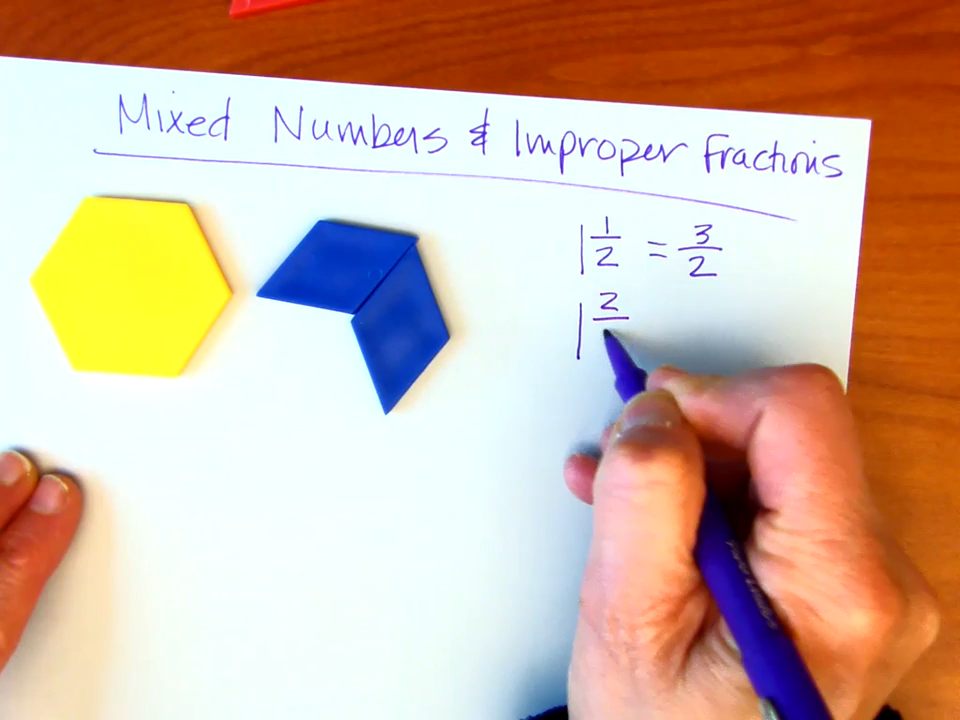 Mixed Numbers & Improper Fractions
1 1/2 = 3/2
1 2/